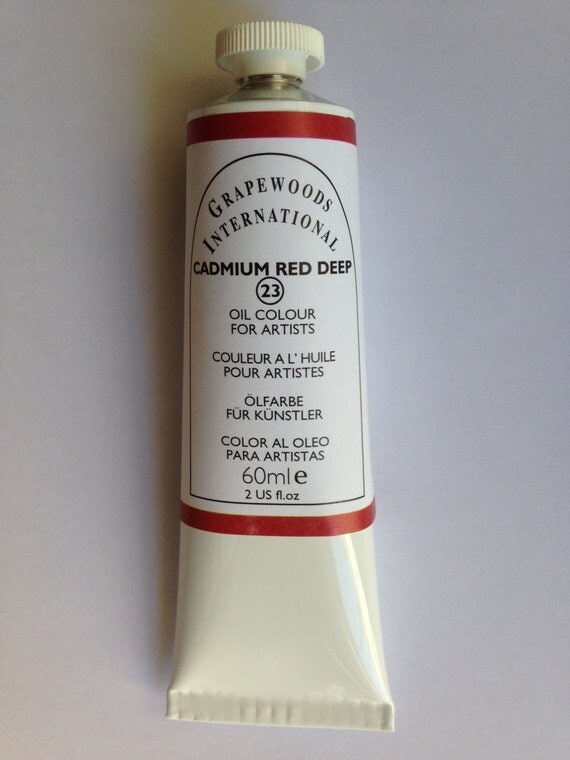 GRAPEWOODS
INTERNATIONAL
CADMIUM RED DEEP
23
OIL COLOUR
FOR ARTISTS
COULEUR A L' HUILE
POUR ARTISTES
ÖLFARBE
FÜR KÜNSTLER
COLOR AL OLEO
PARA ARTISTAS
60ml e
2 US fl.oz